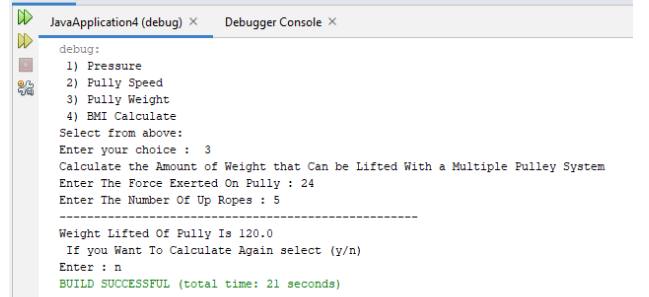 JavaApplication4 (debug) × Debugger Console ×
debug:
1) Pressure
2) Pully Speed
3) Pully Weight
4) BMI Calculate
Select from above:
Enter your choice :  3
Calculate the Amount of Weight that Can be Lifted With a Multiple Pulley System
Enter The Force Exerted On Pully : 24
Enter The Number Of Up Ropes : 5
----------------------------------------------------
Weight Lifted Of Pully Is 120.0
If you Want To Calculate Again select (y/n)
Enter : n
BUILD SUCCESSFUL (total time: 21 seconds)